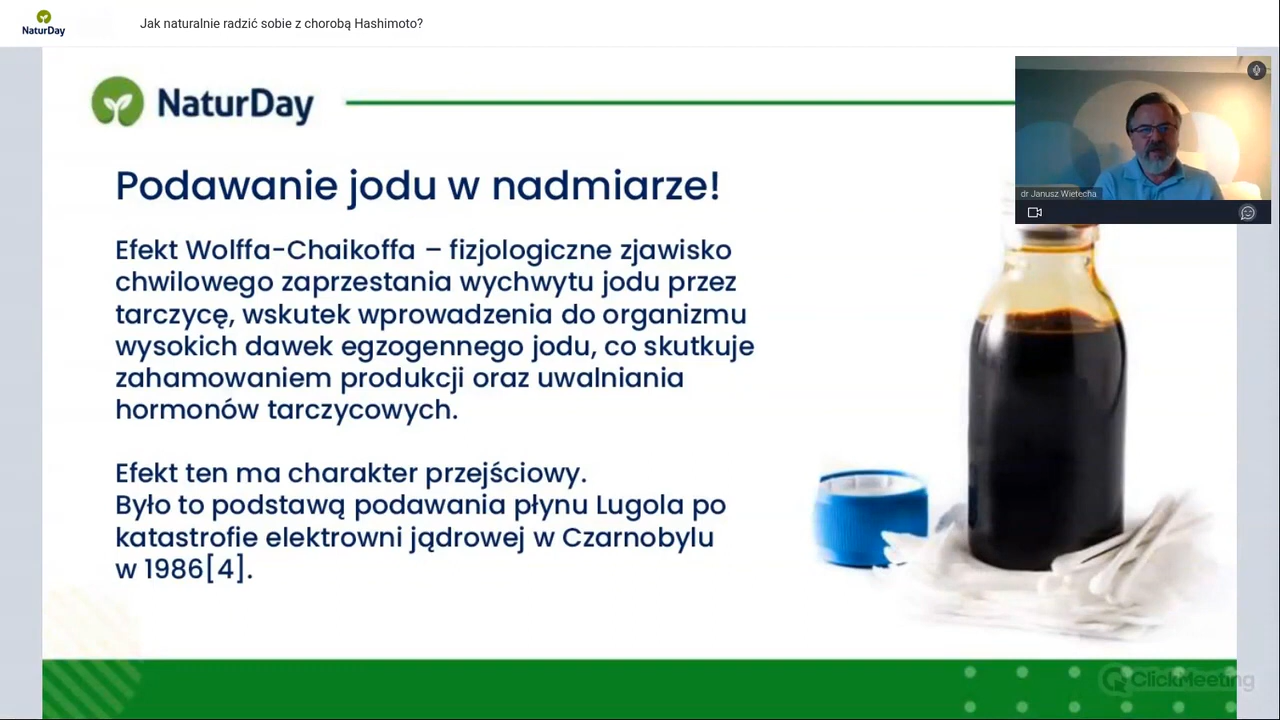 NaturDay
Jak naturalnie radzić sobie z chorobą Hashimoto?
NaturDay
dr Janusz Wietecha
Podawanie jodu w nadmiarze!
Efekt Wolffa-Chaikoffa – fizjologiczne zjawisko
chwilowego zaprzestania wychwytu jodu przez
tarczycę, wskutek wprowadzenia do organizmu
wysokich dawek egzogennego jodu, co skutkuje
zahamowaniem produkcji oraz uwalniania
hormonów tarczycowych.
Efekt ten ma charakter przejściowy.
Było to podstawą podawania płynu Lugola po
katastrofie elektrowni jądrowej w Czarnobylu
w 1986[4].
ClickMeeting